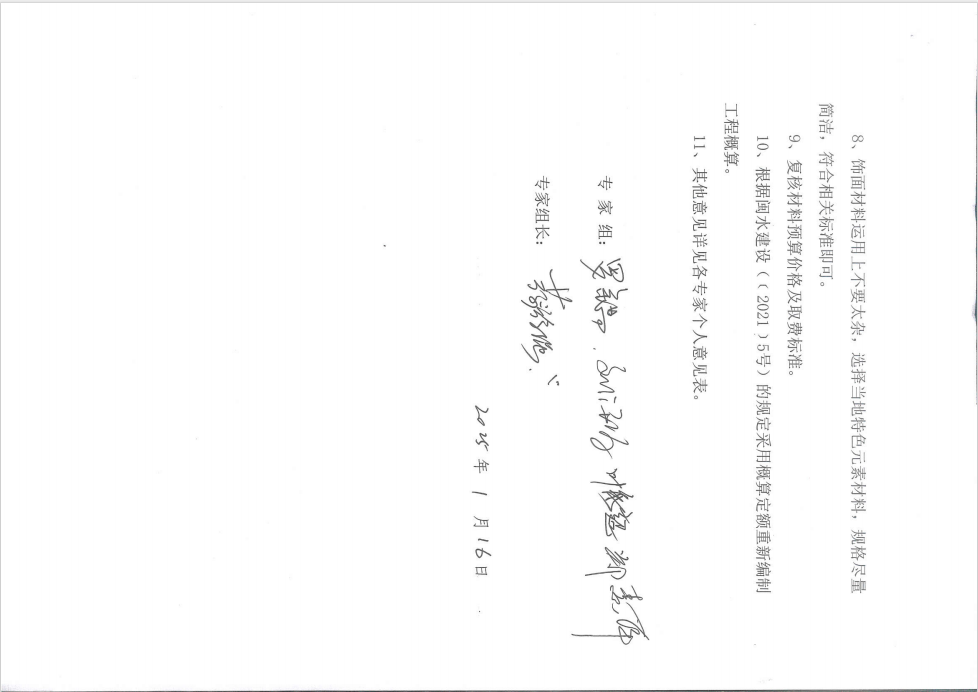 8、饰面材料运用上不要太杂，选择当地特色元素材料，规格尽量
简洁，符合相关标准即可。
9、复核材料预算价格及取费标准。
10、根据闽水建设（﹙2021﹚5号）的规定采用概算定额重新编制
工程概算。
11、其他意见详见各专家个人意见表。
专 家 组：
专家组长：
2025 年 1 月 16 日